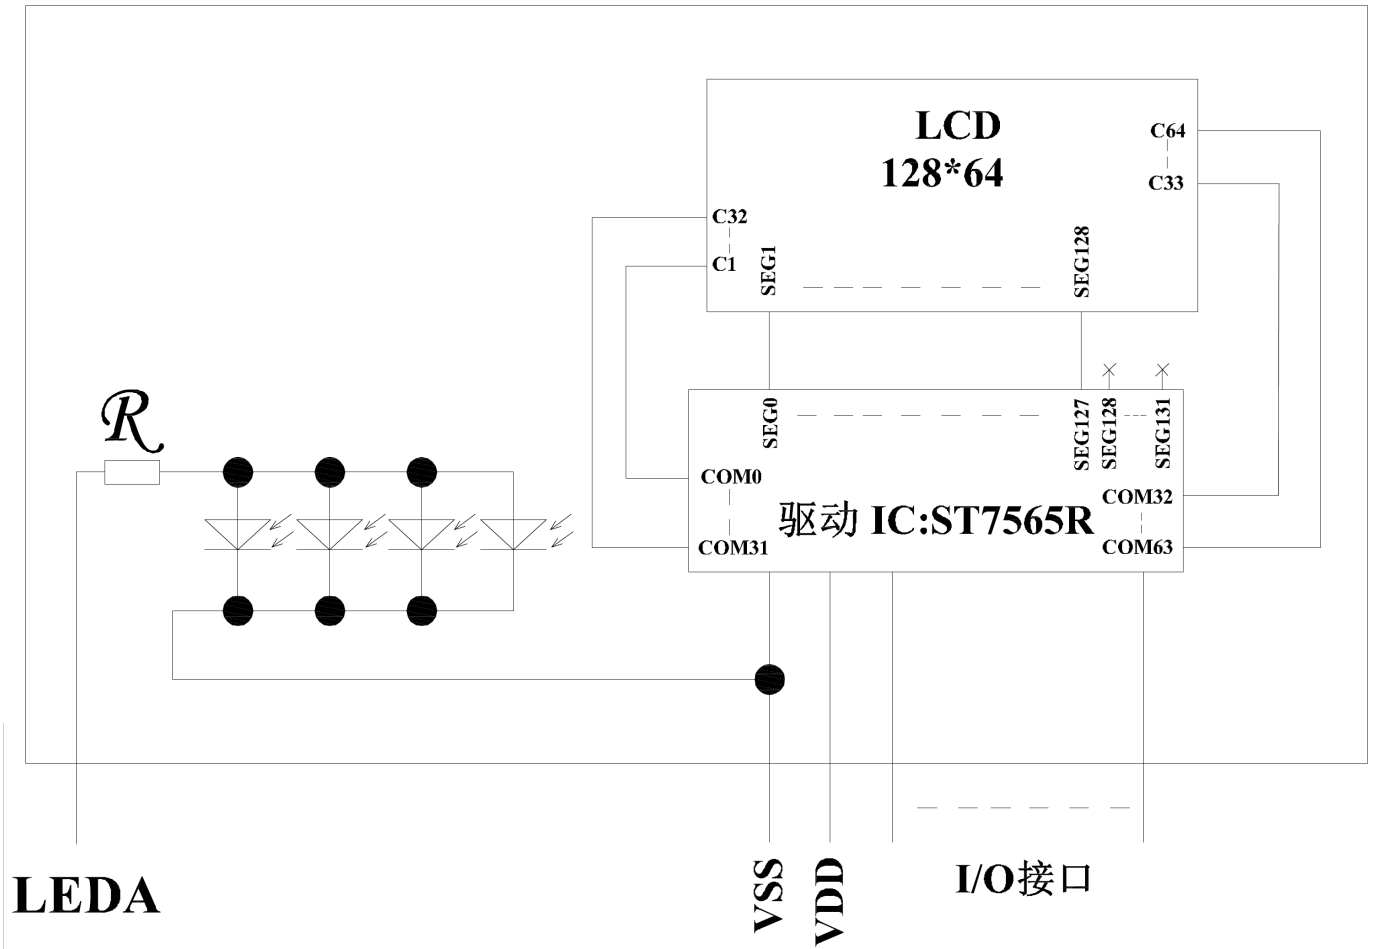 LCD
128*64
C64
C33
C32
C1
SEG1
SEG128
R
SEG0
SEG127
SEG128
SEG131
COM0
COM31
驱动 IC:ST7565R
COM32
COM63
LEDA
VSS
VDD
I/O接口